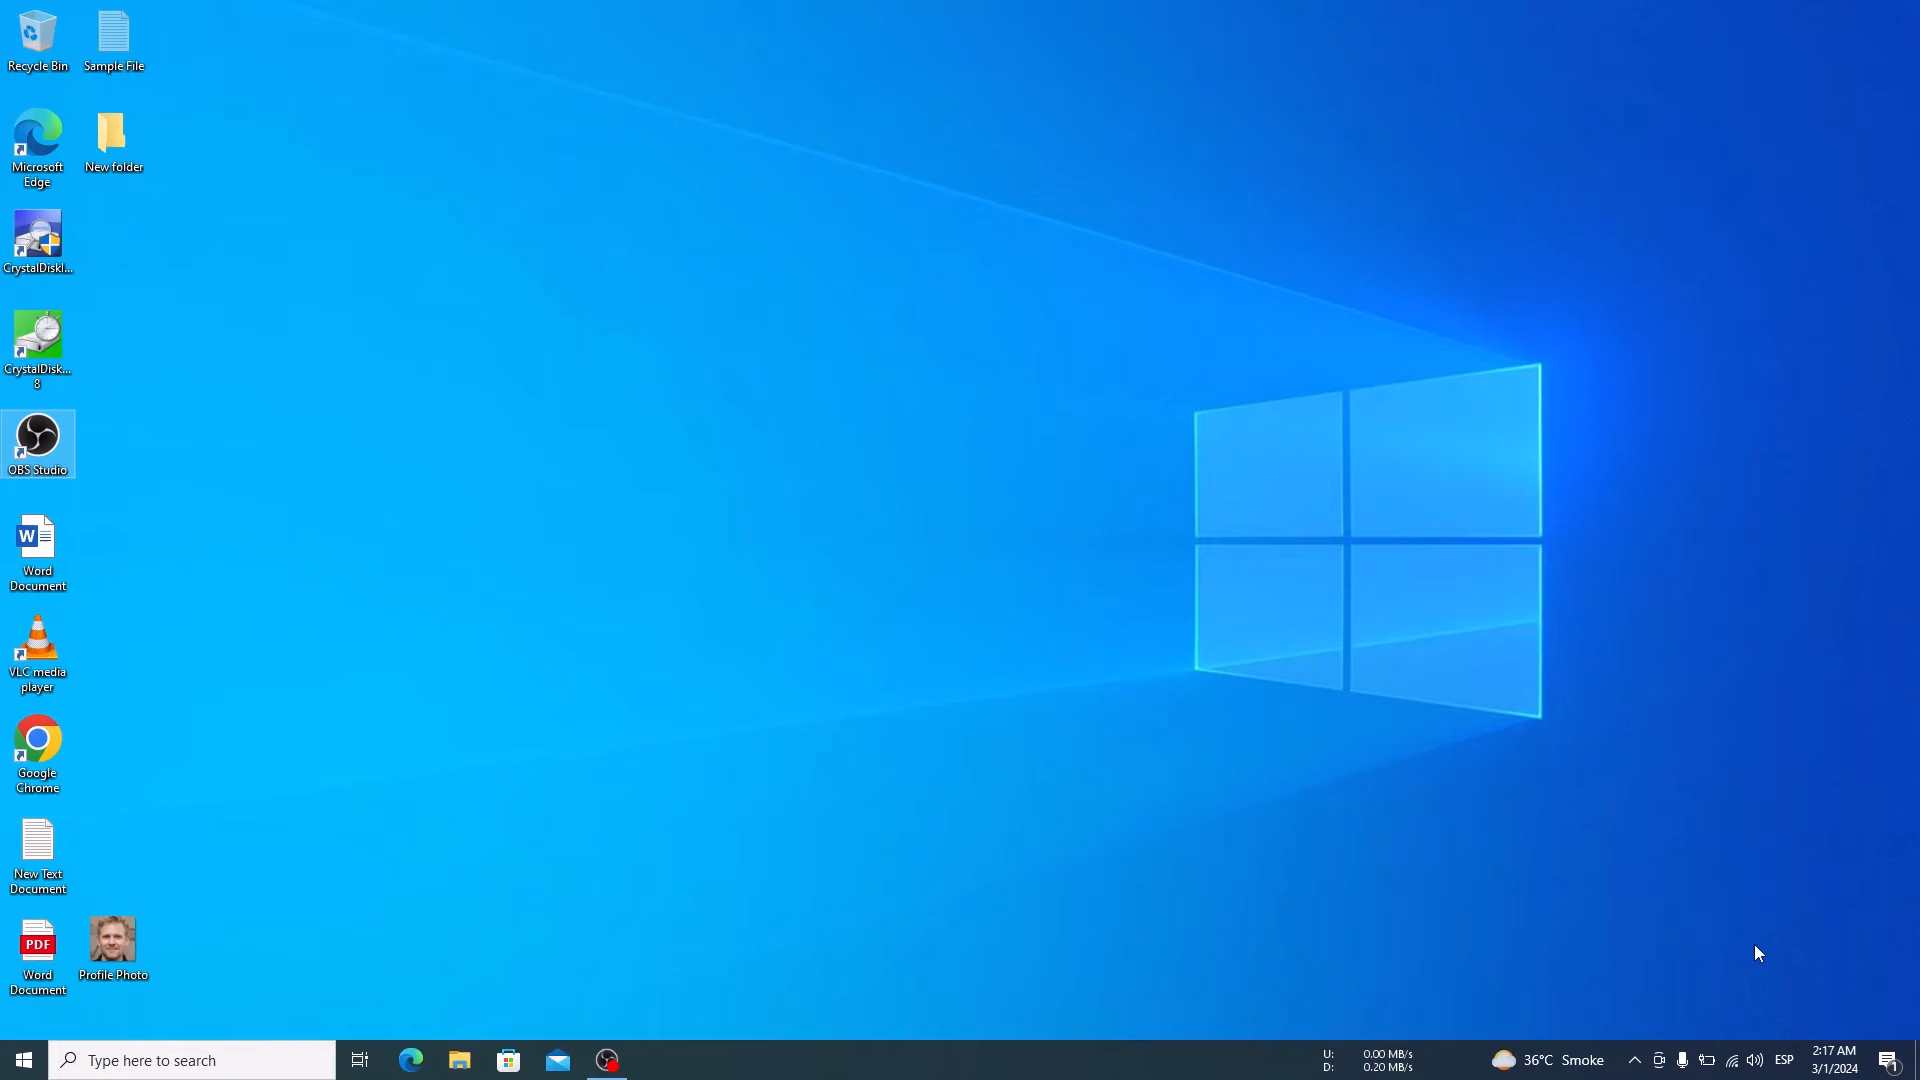 Recycle Bin
Sample File
Microsoft
Edge
New folder
CrystalDiskI...
CrystalDisk...
8
OBS Studio
W
Word
Document
VLC media
player
Google
Chrome
New Text
Document
PDF
Word
Document
Profile Photo
Type here to search
U: 0.00 MB/s
D: 0.20 MB/s
36°C Smoke
ESP
2:17 AM
3/1/2024
1